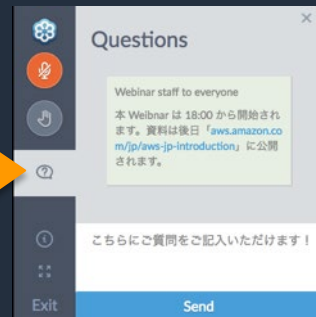 Questions
Webinar staff to everyone
本 Weibnar は 18:00 から開始され
ます。資料は後日「aws.amazon.co
m/jp/aws-jp-introduction」に公開
されます。
こちらにご質問をご記入いただけます！
Exit
Send